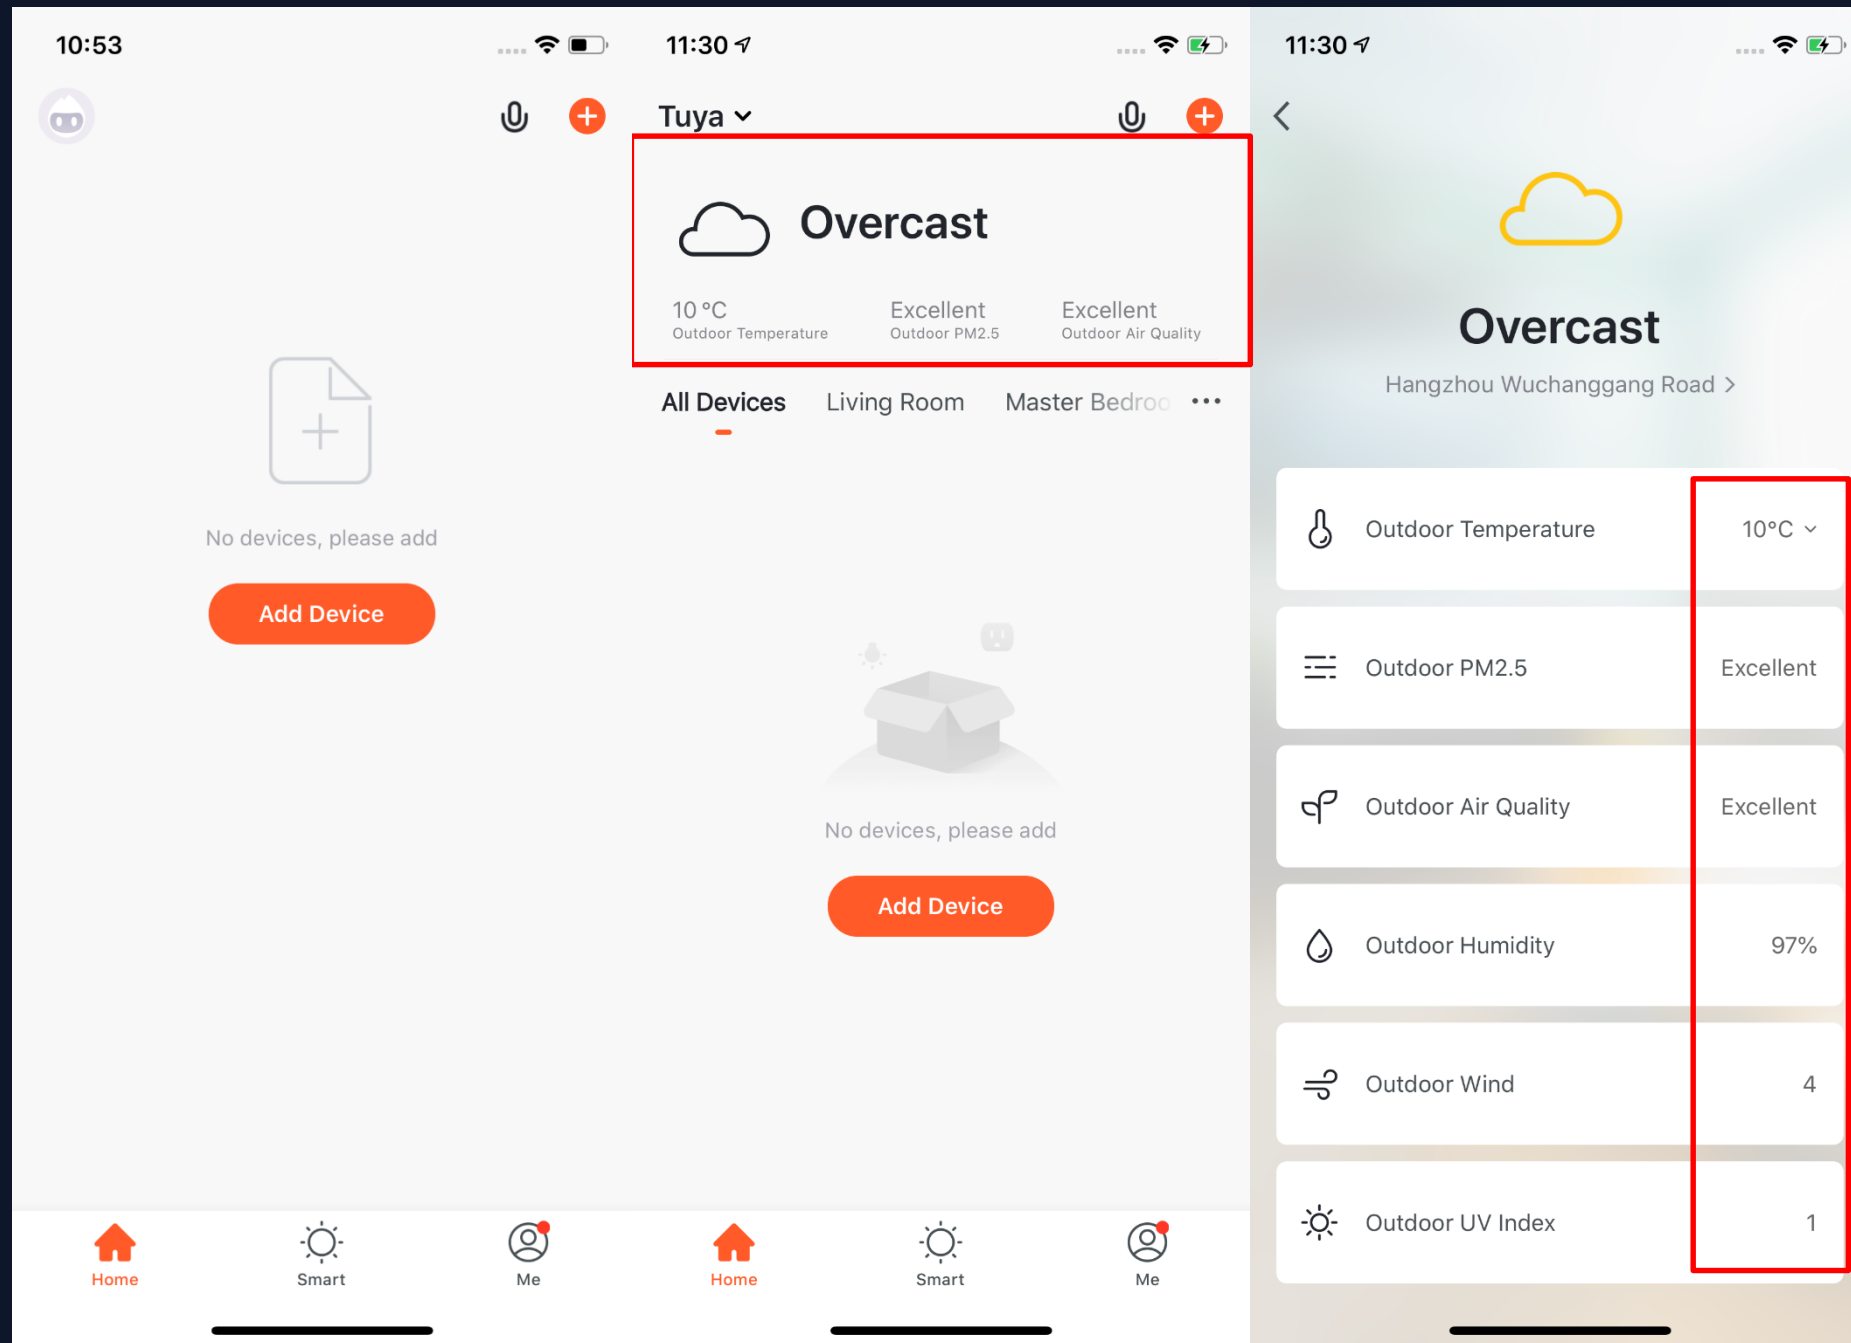 10:53
No devices, please add
Add Device
Home
Smart
Me
11:30
Tuya
Overcast
10 °C
Outdoor Temperature
Excellent
Outdoor PM2.5
Excellent
Outdoor Air Quality
All Devices Living Room Master Bedroo
No devices, please add
Add Device
Home
Smart
Me
11:30
Overcast
Hangzhou Wuchanggang Road
Outdoor Temperature 10°C
Outdoor PM2.5 Excellent
Outdoor Air Quality Excellent
Outdoor Humidity 97%
Outdoor Wind 4
Outdoor UV Index 1